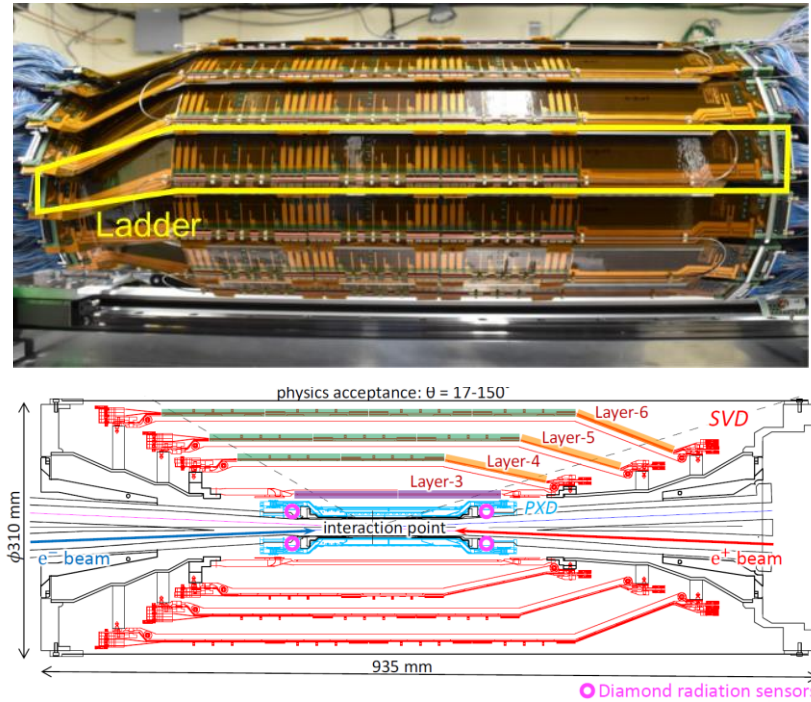 Ladder
physics acceptance: θ = 17-150°
Layer-6
SVD
Layer-5
Layer-4
Layer-3
PXD
interaction point
e⁻ beam
e⁺ beam
ϕ310 mm
935 mm
Diamond radiation sensors